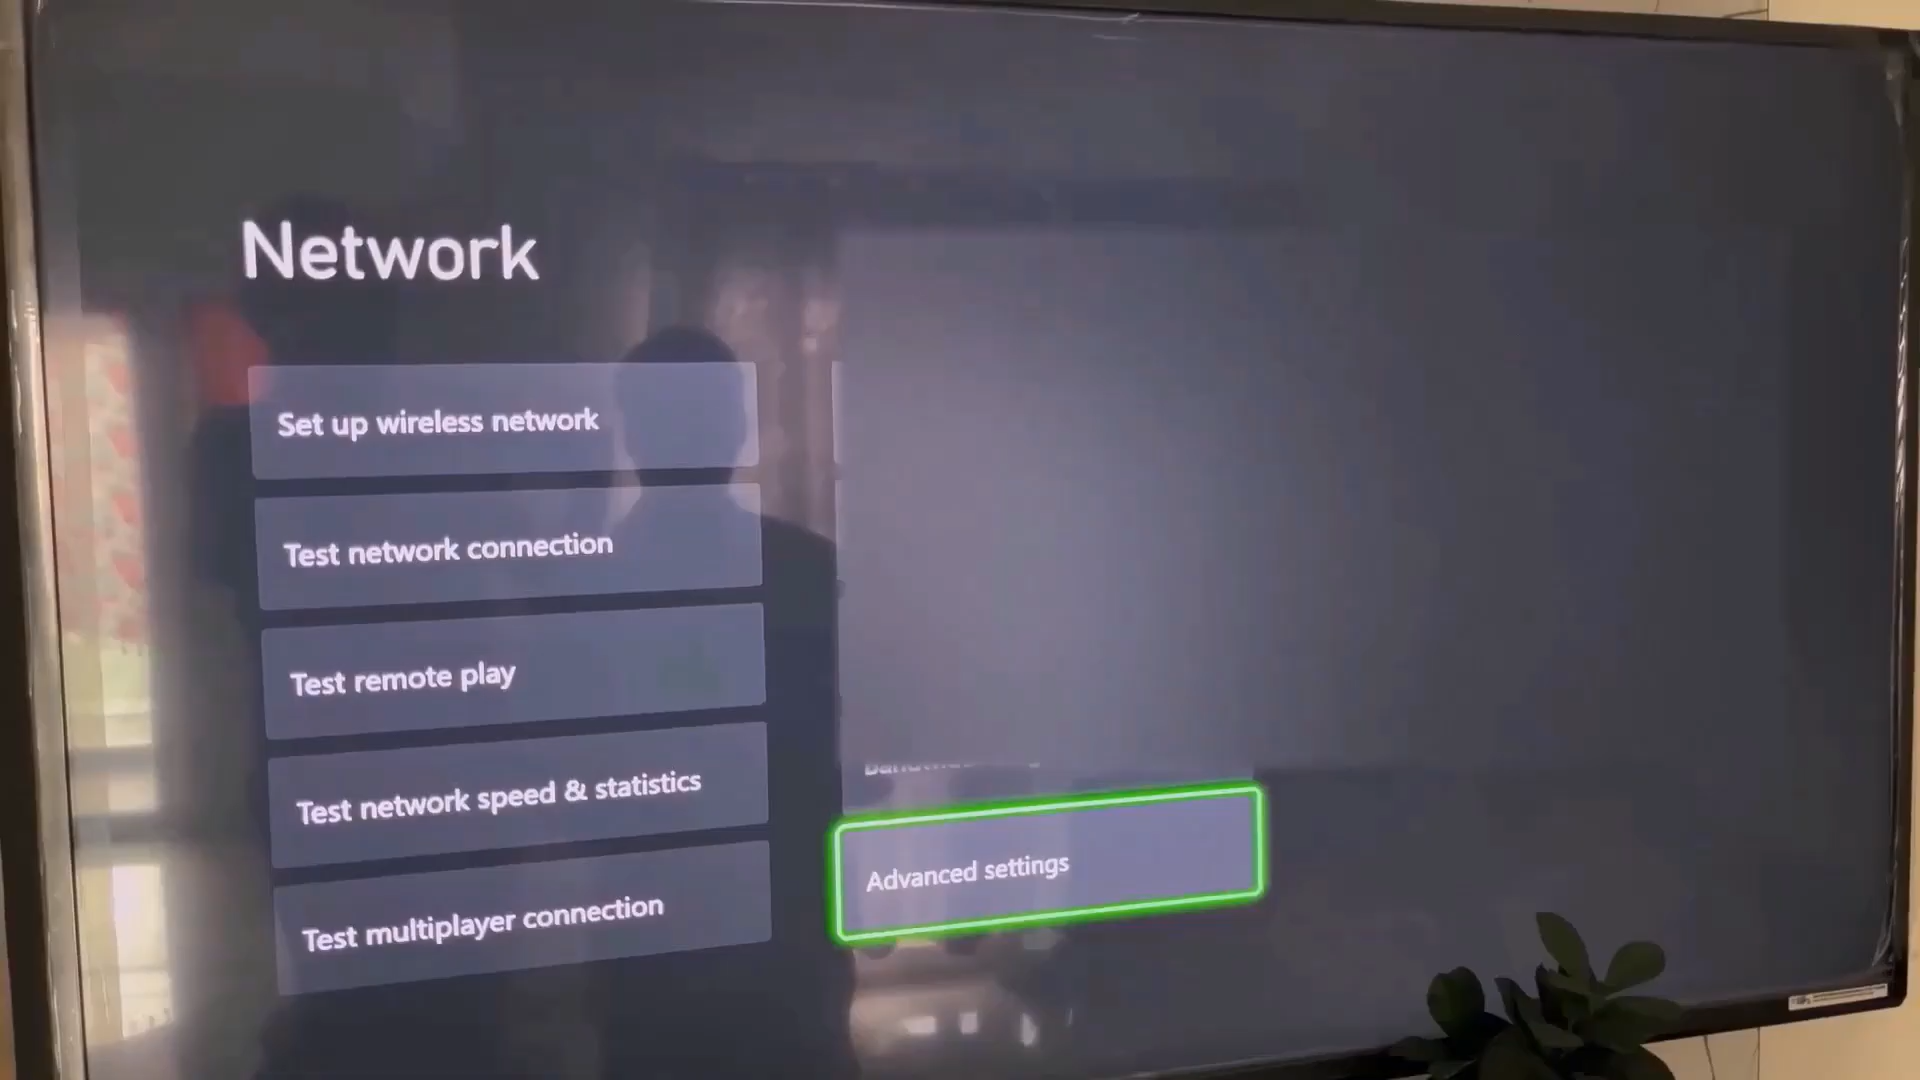 Network
Set up wireless network
Test network connection
Test remote play
Test network speed & statistics
Test multiplayer connection
Advanced settings